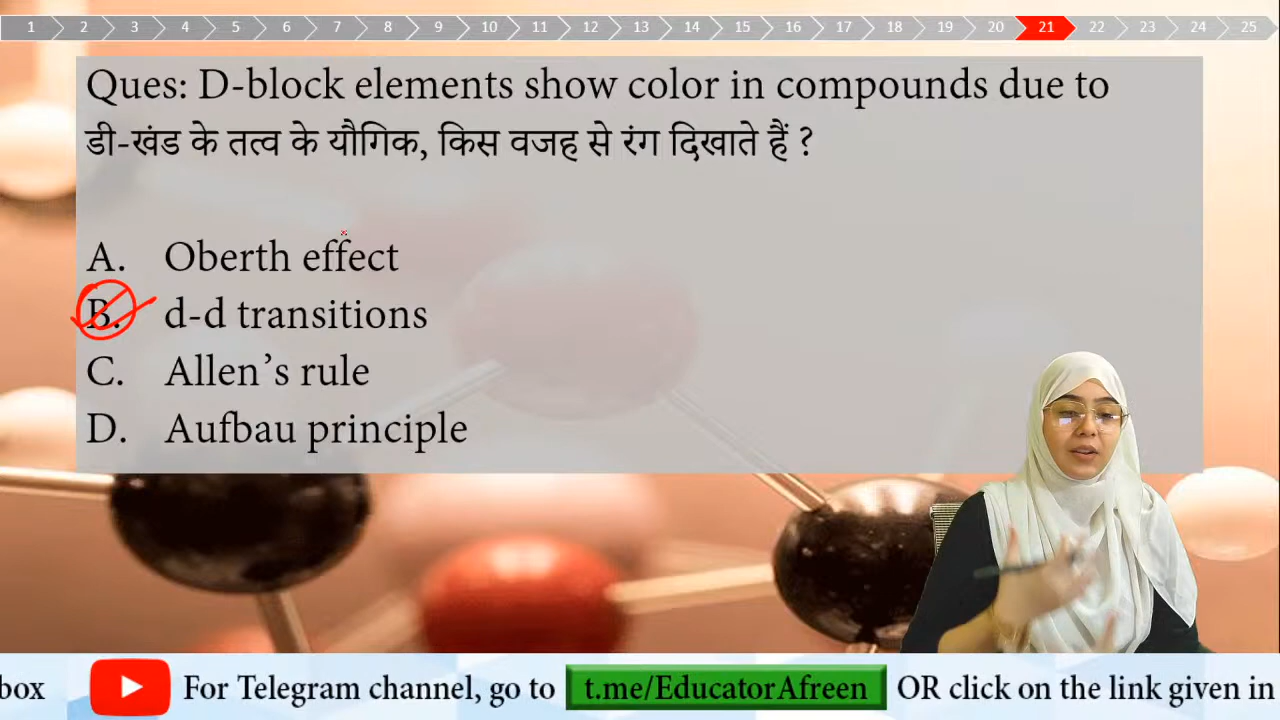 1 2 3 4 5 6 7 8 9 10 11 12 13 14 15 16 17 18 19 20 21 22 23 24 25
Ques: D-block elements show color in compounds due to
डी-खंड के तत्व के यौगिक, किस वजह से रंग दिखाते हैं ?
A. Oberth effect
B. d-d transitions
C. Allen’s rule
D. Aufbau principle
box For Telegram channel, go to t.me/EducatorAfreen OR click on the link given in